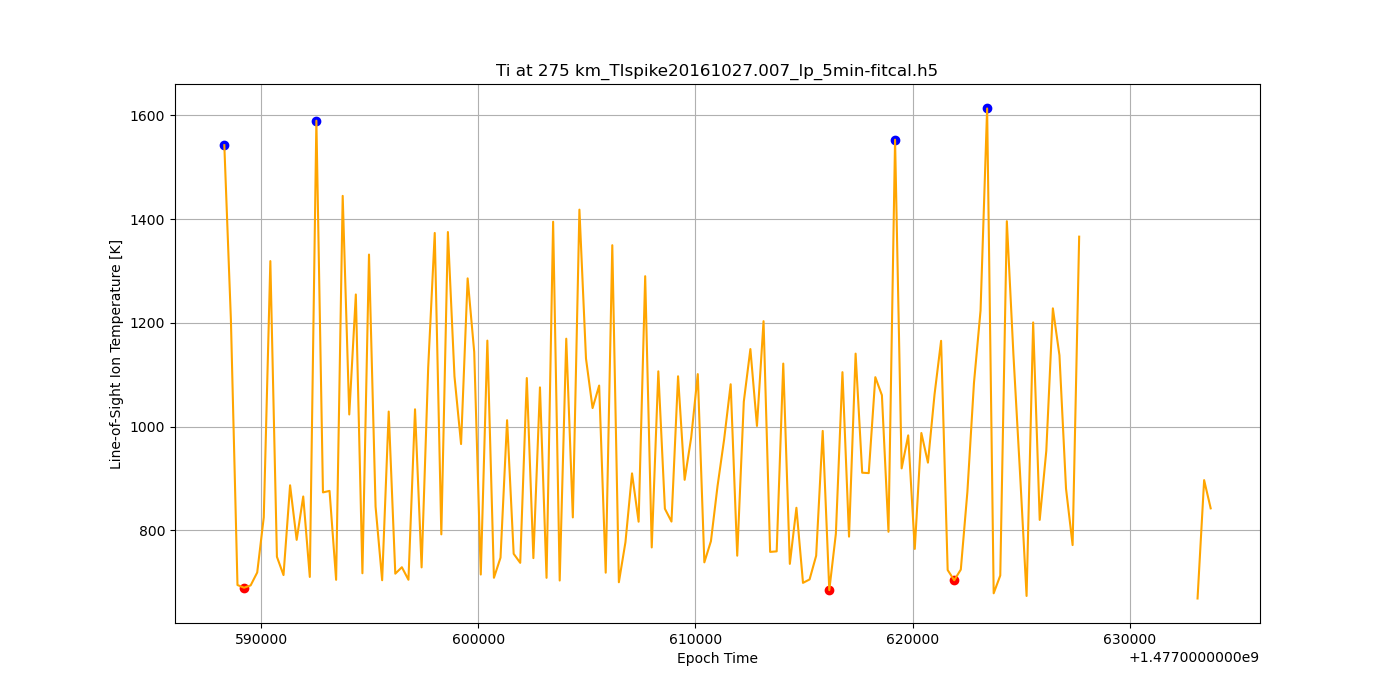 Ti at 275 km_TIspike20161027.007_lp_5min-fitcal.h5
Line-of-Sight Ion Temperature [K]
1600
1400
1200
1000
800
590000 600000 610000 620000 630000
Epoch Time
+1.4770000000e9